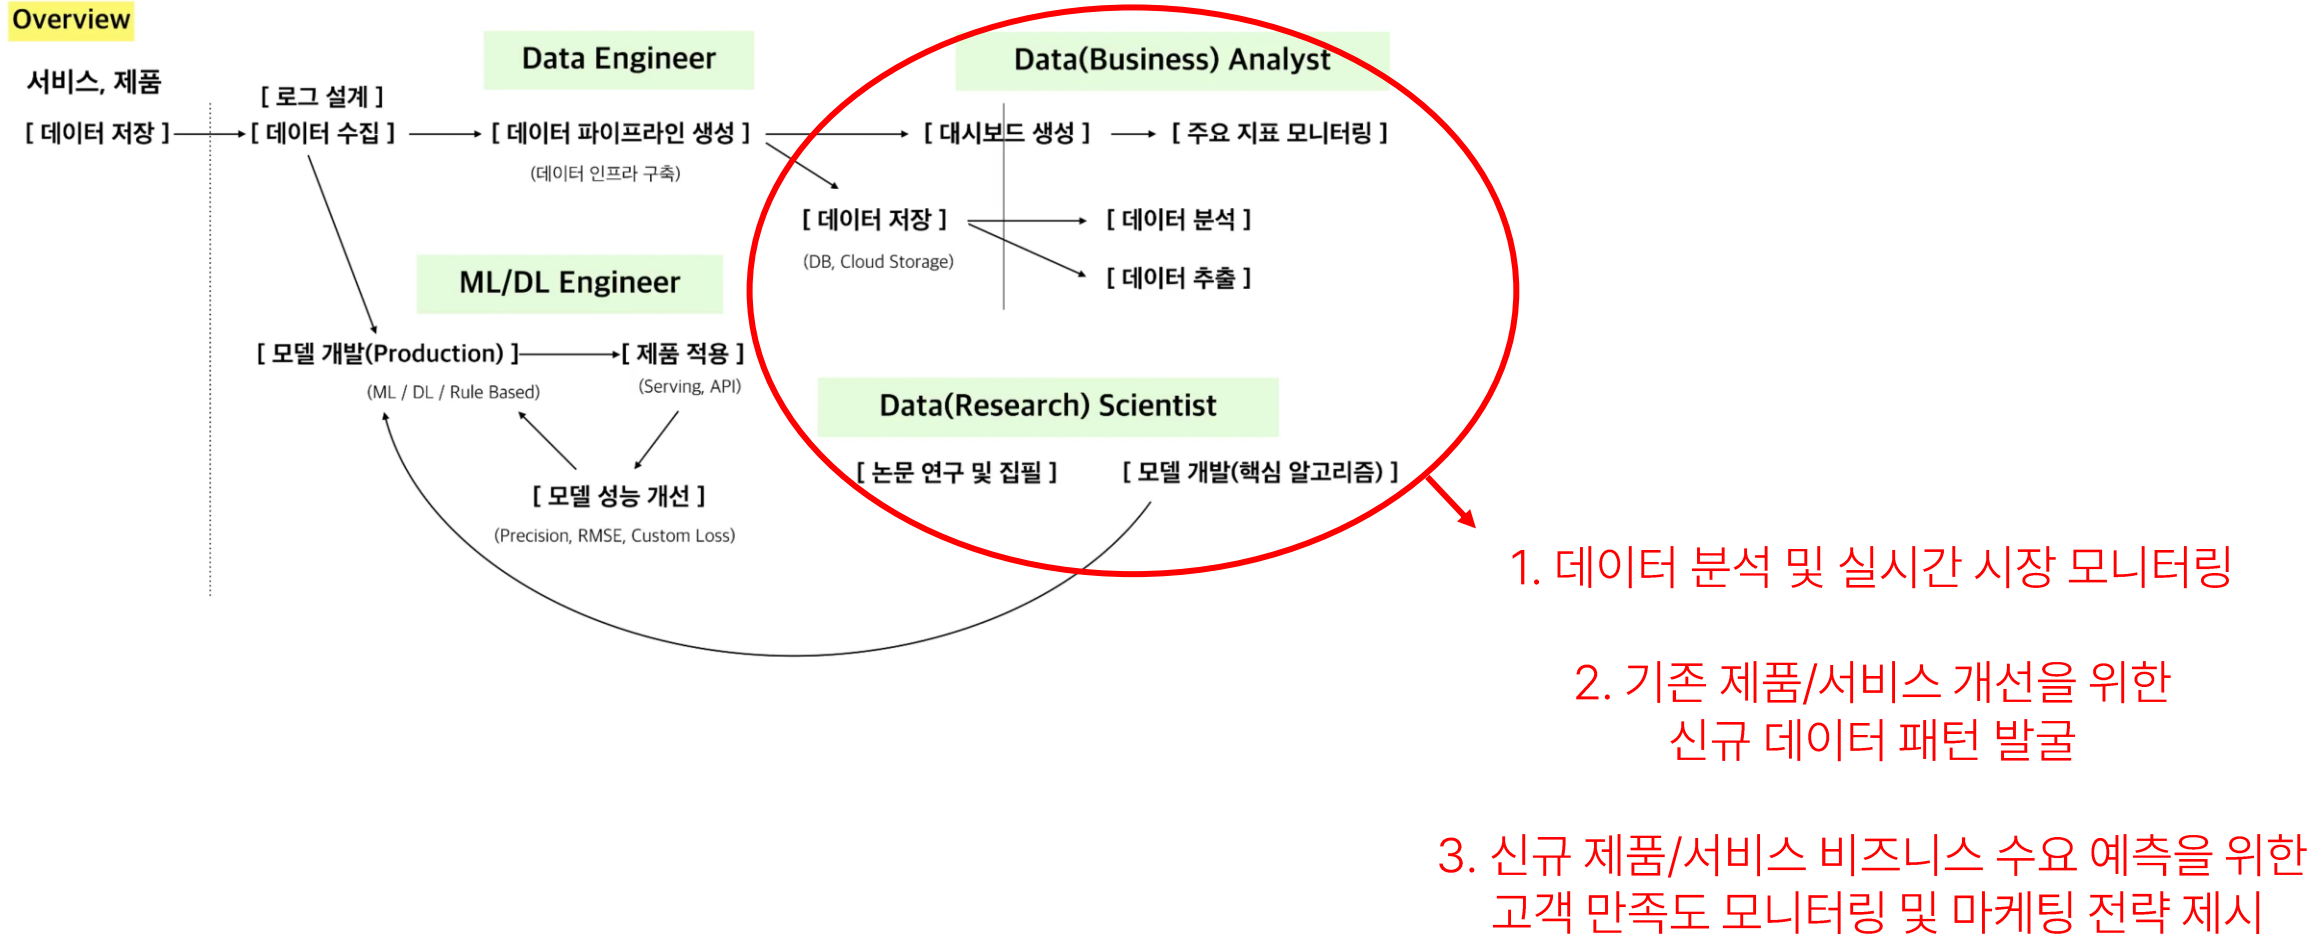 Overview
서비스, 제품
[ 데이터 저장 ]
[ 로그 설계 ]
[ 데이터 수집 ]
Data Engineer
[ 데이터 파이프라인 생성 ]
(데이터 인프라 구축)
Data(Business) Analyst
[ 대시보드 생성 ]
[ 주요 지표 모니터링 ]
[ 데이터 저장 ]
(DB, Cloud Storage)
[ 데이터 분석 ]
[ 데이터 추출 ]
ML/DL Engineer
[ 모델 개발(Production) ]
(ML / DL / Rule Based)
[ 제품 적용 ]
(Serving, API)
[ 모델 성능 개선 ]
(Precision, RMSE, Custom Loss)
Data(Research) Scientist
[ 논문 연구 및 집필 ]
[ 모델 개발(핵심 알고리즘) ]
1. 데이터 분석 및 실시간 시장 모니터링
2. 기존 제품/서비스 개선을 위한
신규 데이터 패턴 발굴
3. 신규 제품/서비스 비즈니스 수요 예측을 위한
고객 만족도 모니터링 및 마케팅 전략 제시